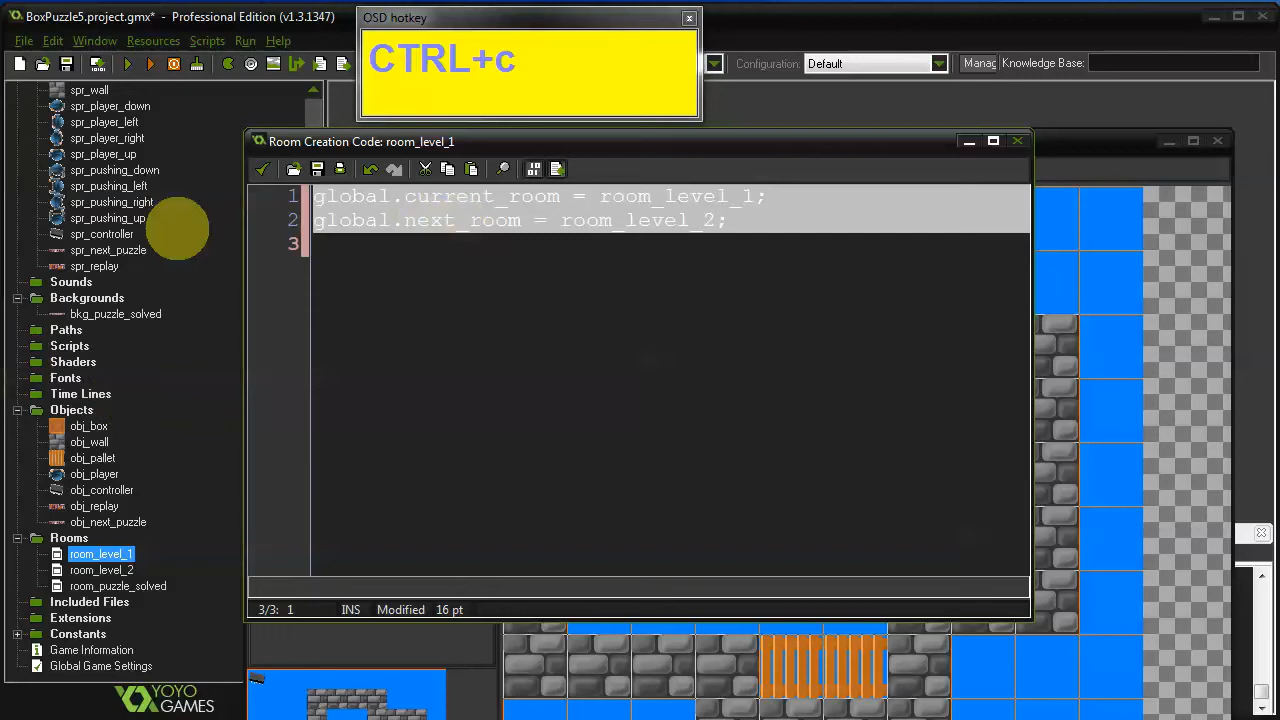 BoxPuzzle5.project.gmx* - Professional Edition (v1.3.1347)
OSD hotkey
CTRL+c
File Edit Window Resources Scripts Run Help
Configuration: Default Manag Knowledge Base:
spr_wall
spr_player_down
spr_player_left
spr_player_right
spr_player_up
spr_pushing_down
spr_pushing_left
spr_pushing_right
spr_pushing_up
spr_controller
spr_next_puzzle
spr_replay
Sounds
Backgrounds
bkg_puzzle_solved
Paths
Scripts
Shaders
Fonts
Time Lines
Objects
obj_box
obj_wall
obj_pallet
obj_player
obj_controller
obj_replay
obj_next_puzzle
Rooms
room_level_1
room_level_2
room_puzzle_solved
Included Files
Extensions
Constants
Game Information
Global Game Settings
YOYO
GAMES
Room Creation Code: room_level_1
1 global.current_room = room_level_1;
2 global.next_room = room_level_2;
3
3/3: 1 INS Modified 16 pt